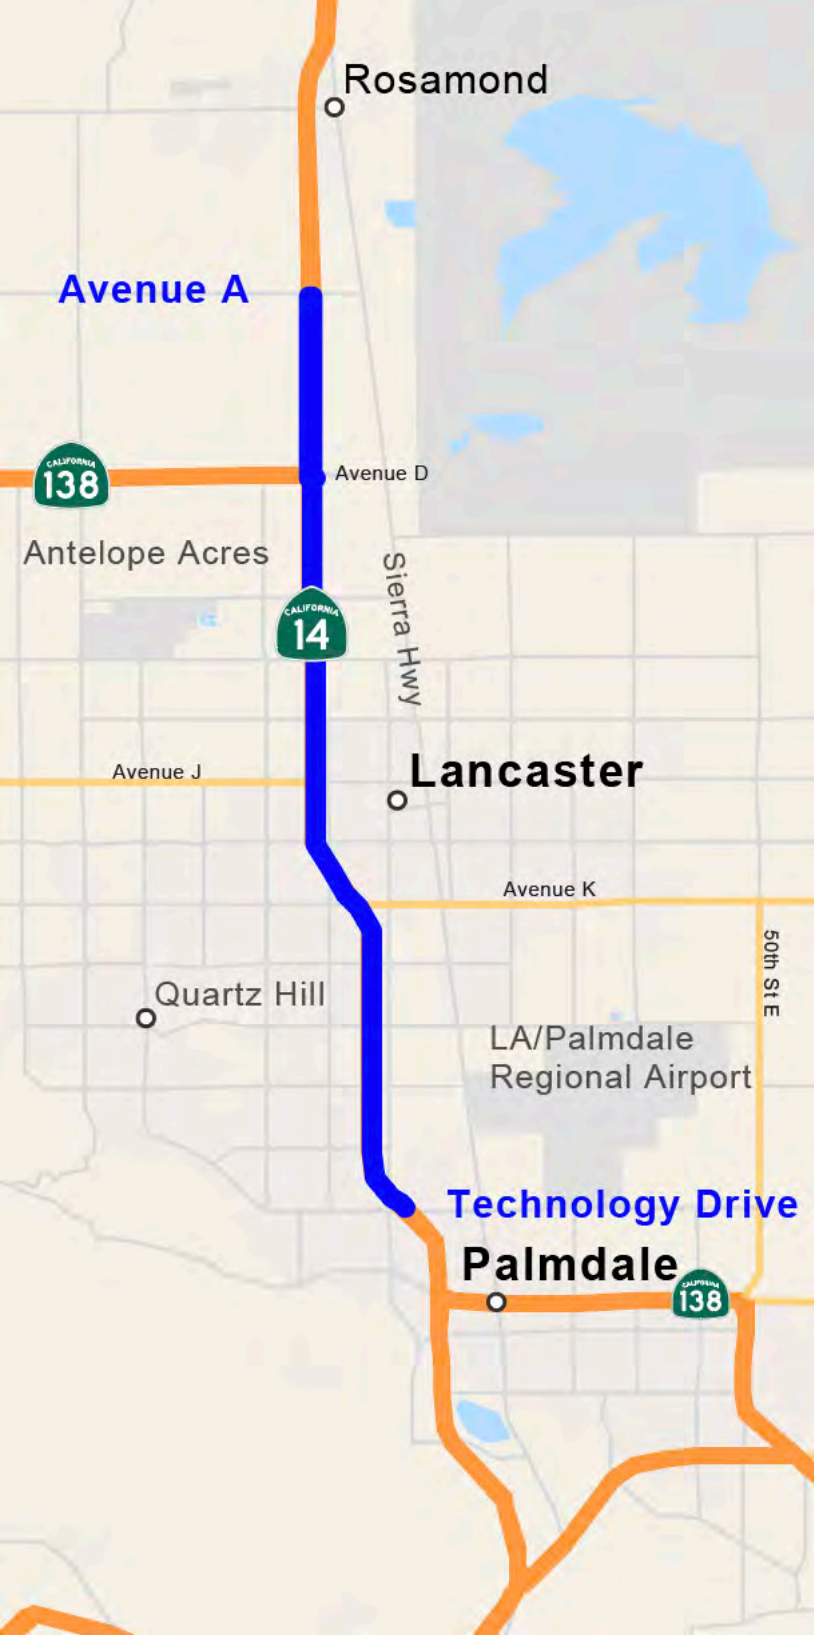 Rosamond
Avenue A
CALIFORNIA
138
Avenue D
Antelope Acres
Sierra Hwy
CALIFORNIA
14
Avenue J
Lancaster
Avenue K
50th St E
Quartz Hill
LA/Palmdale
Regional Airport
Technology Drive
Palmdale
CALIFORNIA
138